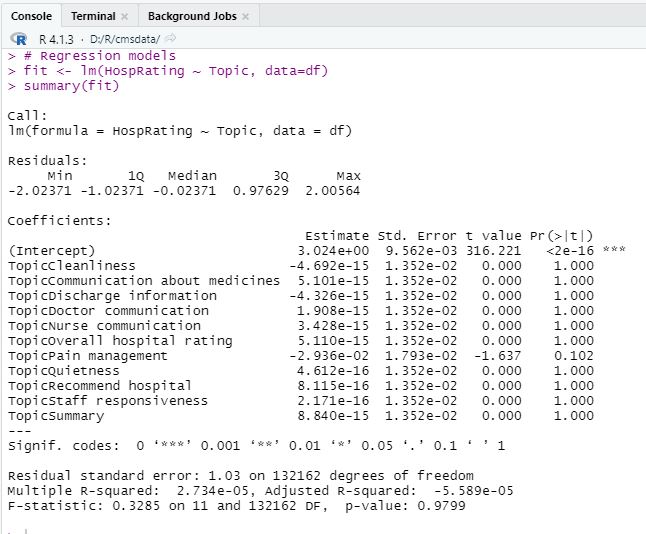 Console Terminal × Background Jobs ×
R 4.1.3 · D:/R/cmsdata/
> # Regression models
> fit <- lm(HospRating ~ Topic, data=df)
> summary(fit)
Call:
lm(formula = HospRating ~ Topic, data = df)
Residuals:
Min 1Q Median 3Q Max
-2.02371 -1.02371 -0.02371 0.97629 2.00564
Coefficients:
Estimate Std. Error t value Pr(>|t|)
(Intercept) 3.024e+00 9.562e-03 316.221 <2e-16 ***
TopicCleanliness -4.692e-15 1.352e-02 0.000 1.000
TopicCommunication about medicines 5.101e-15 1.352e-02 0.000 1.000
TopicDischarge information -4.326e-15 1.352e-02 0.000 1.000
TopicDoctor communication 1.908e-15 1.352e-02 0.000 1.000
TopicNurse communication 3.428e-15 1.352e-02 0.000 1.000
TopicOverall hospital rating 5.110e-15 1.352e-02 0.000 1.000
TopicPain management -2.936e-02 1.793e-02 -1.637 0.102
TopicQuietness 4.612e-16 1.352e-02 0.000 1.000
TopicRecommend hospital 8.115e-16 1.352e-02 0.000 1.000
TopicStaff responsiveness 2.171e-16 1.352e-02 0.000 1.000
TopicSummary 8.840e-15 1.352e-02 0.000 1.000
---
Signif. codes: 0 ‘***’ 0.001 ‘**’ 0.01 ‘*’ 0.05 ‘.’ 0.1 ‘ ’ 1
Residual standard error: 1.03 on 132162 degrees of freedom
Multiple R-squared: 2.734e-05, Adjusted R-squared: -5.589e-05
F-statistic: 0.3285 on 11 and 132162 DF, p-value: 0.9799